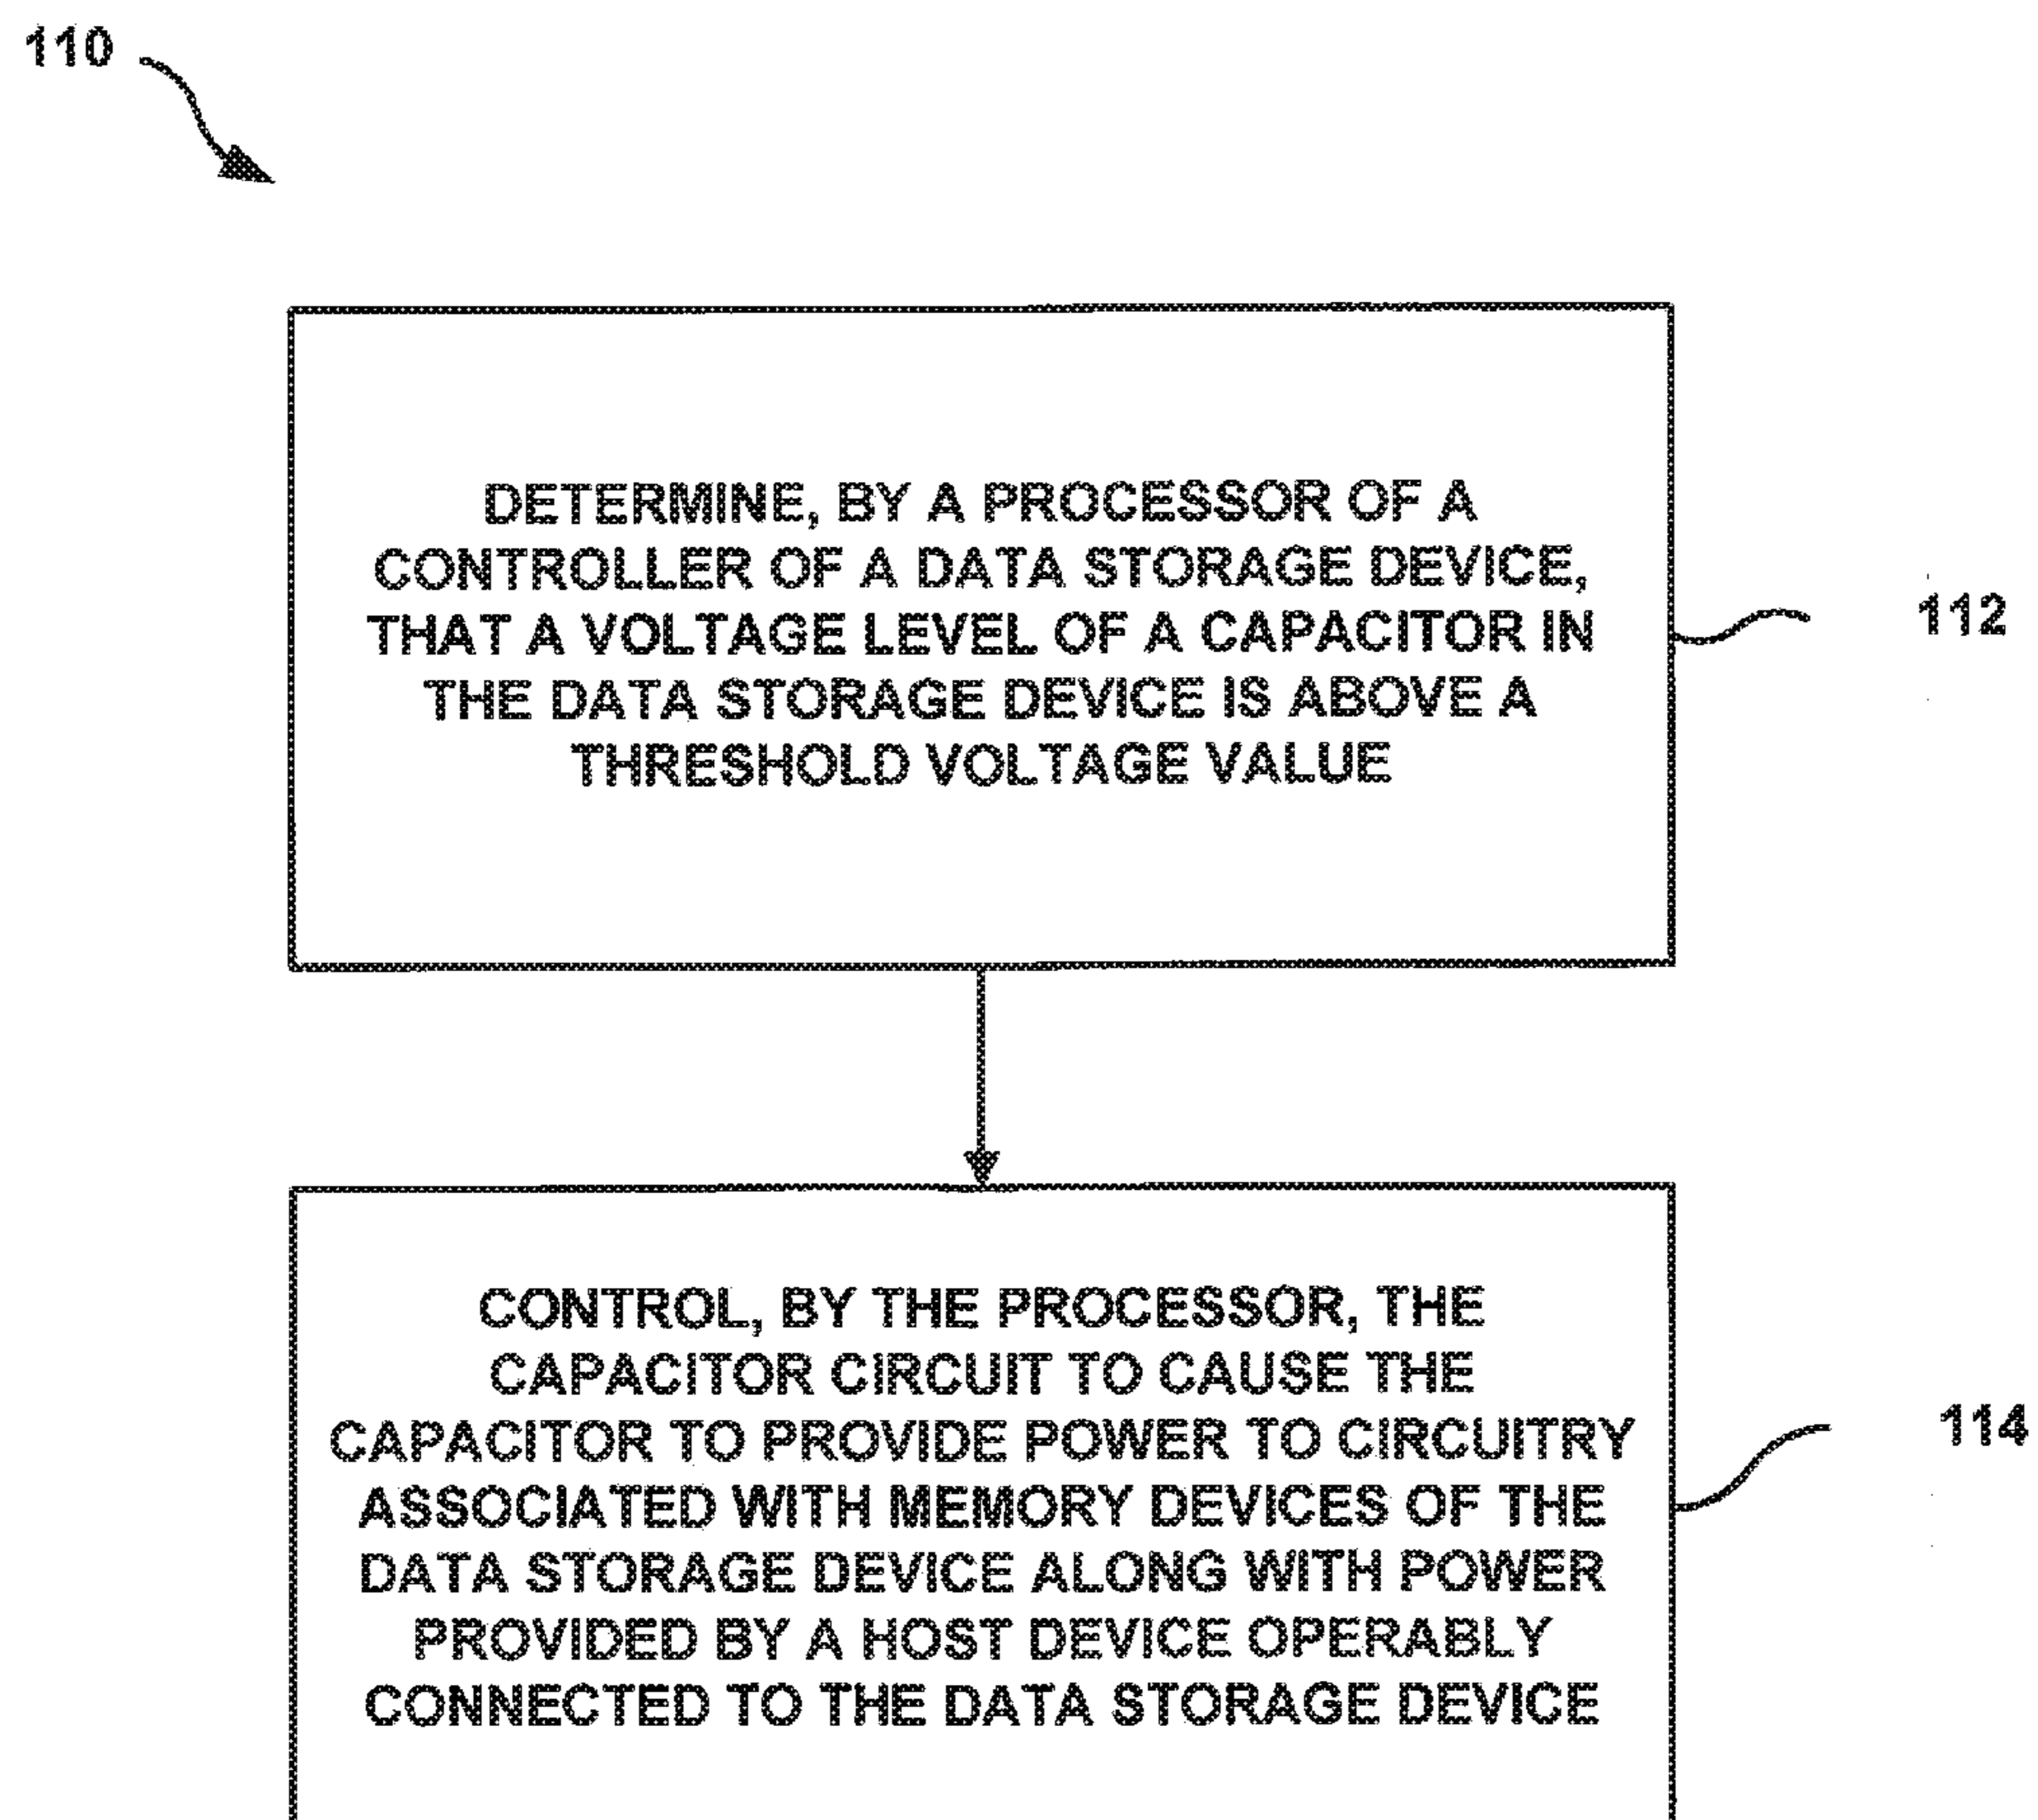 110
DETERMINE, BY A PROCESSOR OF A
CONTROLLER OF A DATA STORAGE DEVICE,
THAT A VOLTAGE LEVEL OF A CAPACITOR IN
THE DATA STORAGE DEVICE IS ABOVE A
THRESHOLD VOLTAGE VALUE
112
CONTROL, BY THE PROCESSOR, THE
CAPACITOR CIRCUIT TO CAUSE THE
CAPACITOR TO PROVIDE POWER TO CIRCUITRY
ASSOCIATED WITH MEMORY DEVICES OF THE
DATA STORAGE DEVICE ALONG WITH POWER
PROVIDED BY A HOST DEVICE OPERABLY
CONNECTED TO THE DATA STORAGE DEVICE
114